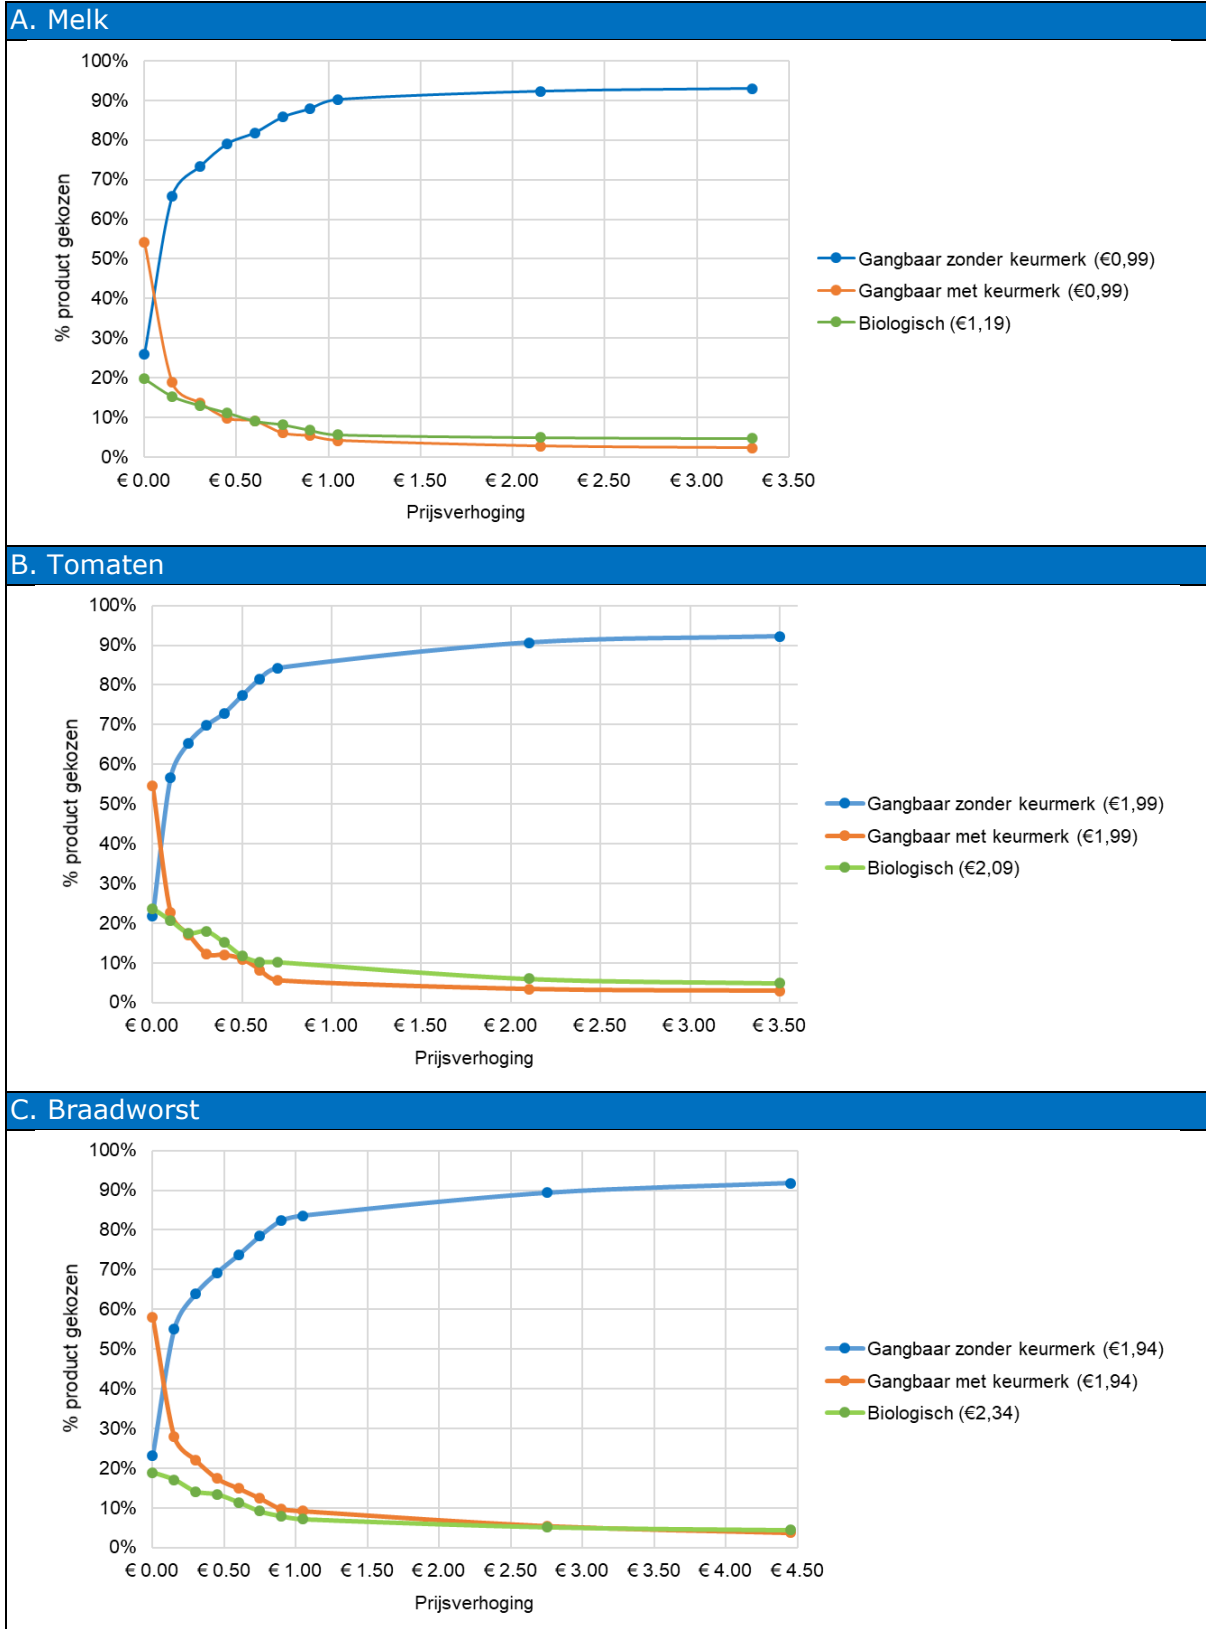 A. Melk
100%
90%
80%
70%
60%
50%
40%
30%
20%
10%
0%
% product gekozen
€ 0.00 € 0.50 € 1.00 € 1.50 € 2.00 € 2.50 € 3.00 € 3.50
Prijsverhoging
Gangbaar zonder keurmerk (€0,99)
Gangbaar met keurmerk (€0,99)
Biologisch (€1,19)
B. Tomaten
100%
90%
80%
70%
60%
50%
40%
30%
20%
10%
0%
% product gekozen
€ 0.00 € 0.50 € 1.00 € 1.50 € 2.00 € 2.50 € 3.00 € 3.50
Prijsverhoging
Gangbaar zonder keurmerk (€1,99)
Gangbaar met keurmerk (€1,99)
Biologisch (€2,09)
C. Braadworst
100%
90%
80%
70%
60%
50%
40%
30%
20%
10%
0%
% product gekozen
€ 0.00 € 0.50 € 1.00 € 1.50 € 2.00 € 2.50 € 3.00 € 3.50 € 4.00 € 4.50
Prijsverhoging
Gangbaar zonder keurmerk (€1,94)
Gangbaar met keurmerk (€1,94)
Biologisch (€2,34)